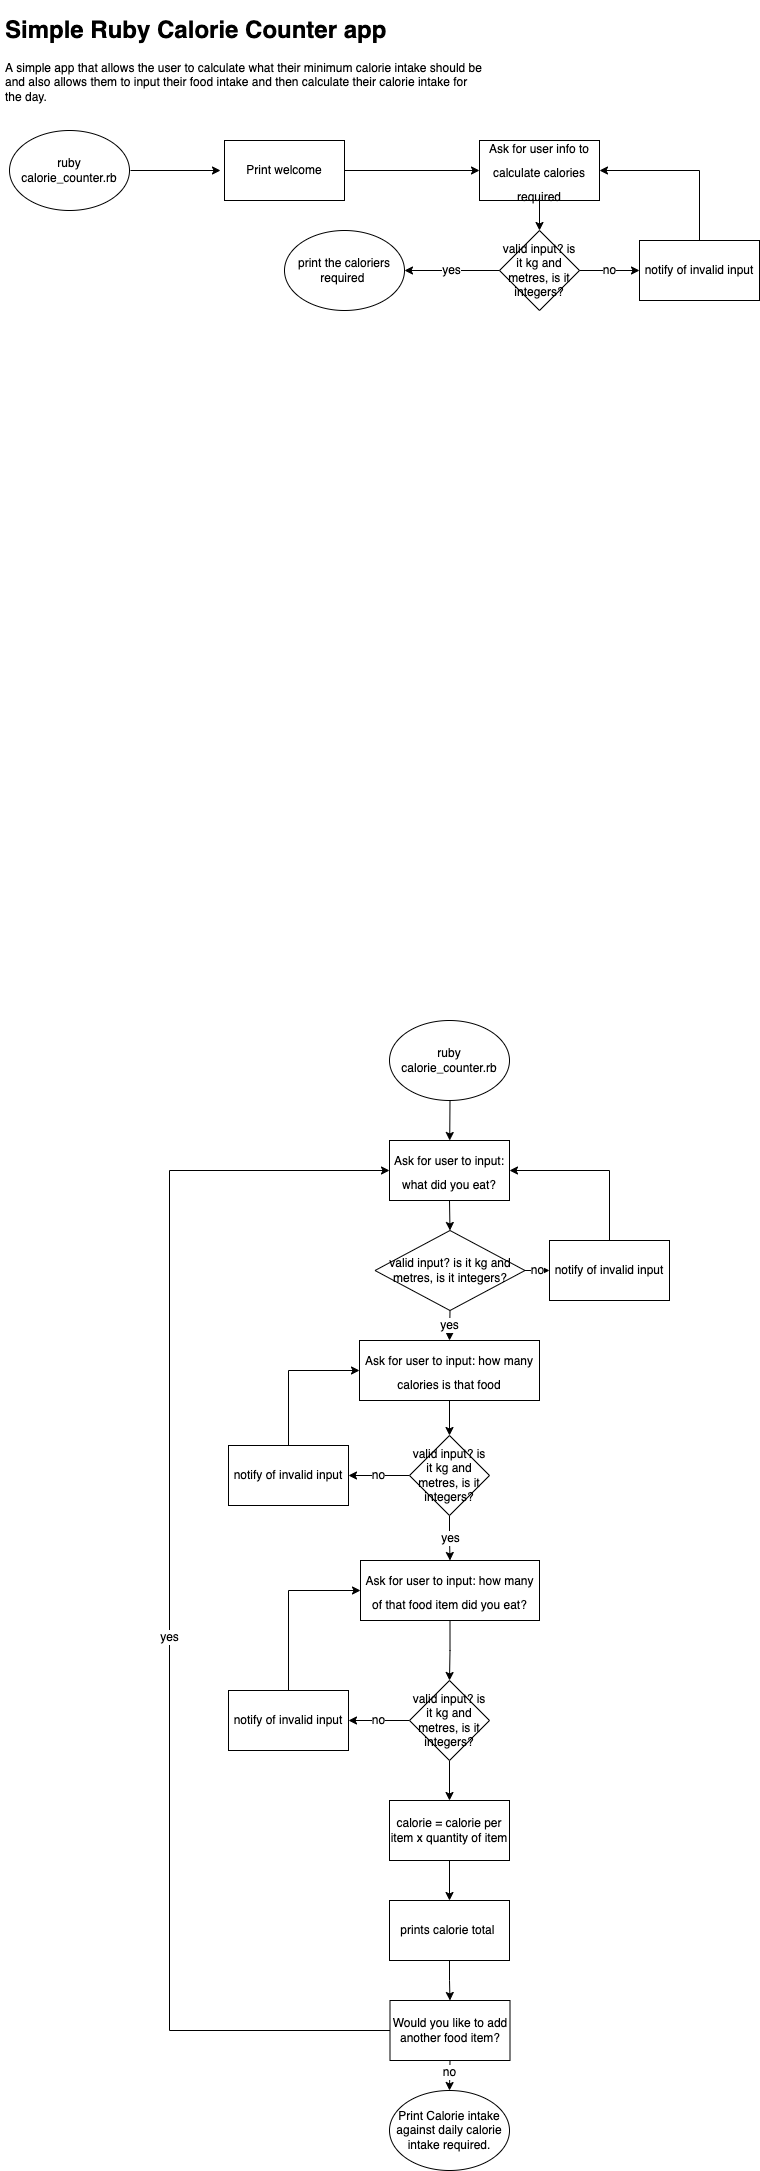 Simple Ruby Calorie Counter app
A simple app that allows the user to calculate what their minimum calorie intake should be
and also allows them to input their food intake and then calculate their calorie intake for
the day.
ruby
calorie_counter.rb
Print welcome
Ask for user info to
calculate calories
required
print the caloriers
required
yes
valid input? is
it kg and
metres, is it
integers?
no
notify of invalid input
ruby
calorie_counter.rb
Ask for user to input:
what did you eat?
valid input? is it kg and
metres, is it integers?
no
notify of invalid input
yes
Ask for user to input: how many
calories is that food
valid input? is
it kg and
metres, is it
integers?
no
notify of invalid input
yes
Ask for user to input: how many
of that food item did you eat?
yes
valid input? is
it kg and
metres, is it
integers?
no
notify of invalid input
calorie = calorie per
item x quantity of item
prints calorie total
Would you like to add
another food item?
no
Print Calorie intake
against daily calorie
intake required.